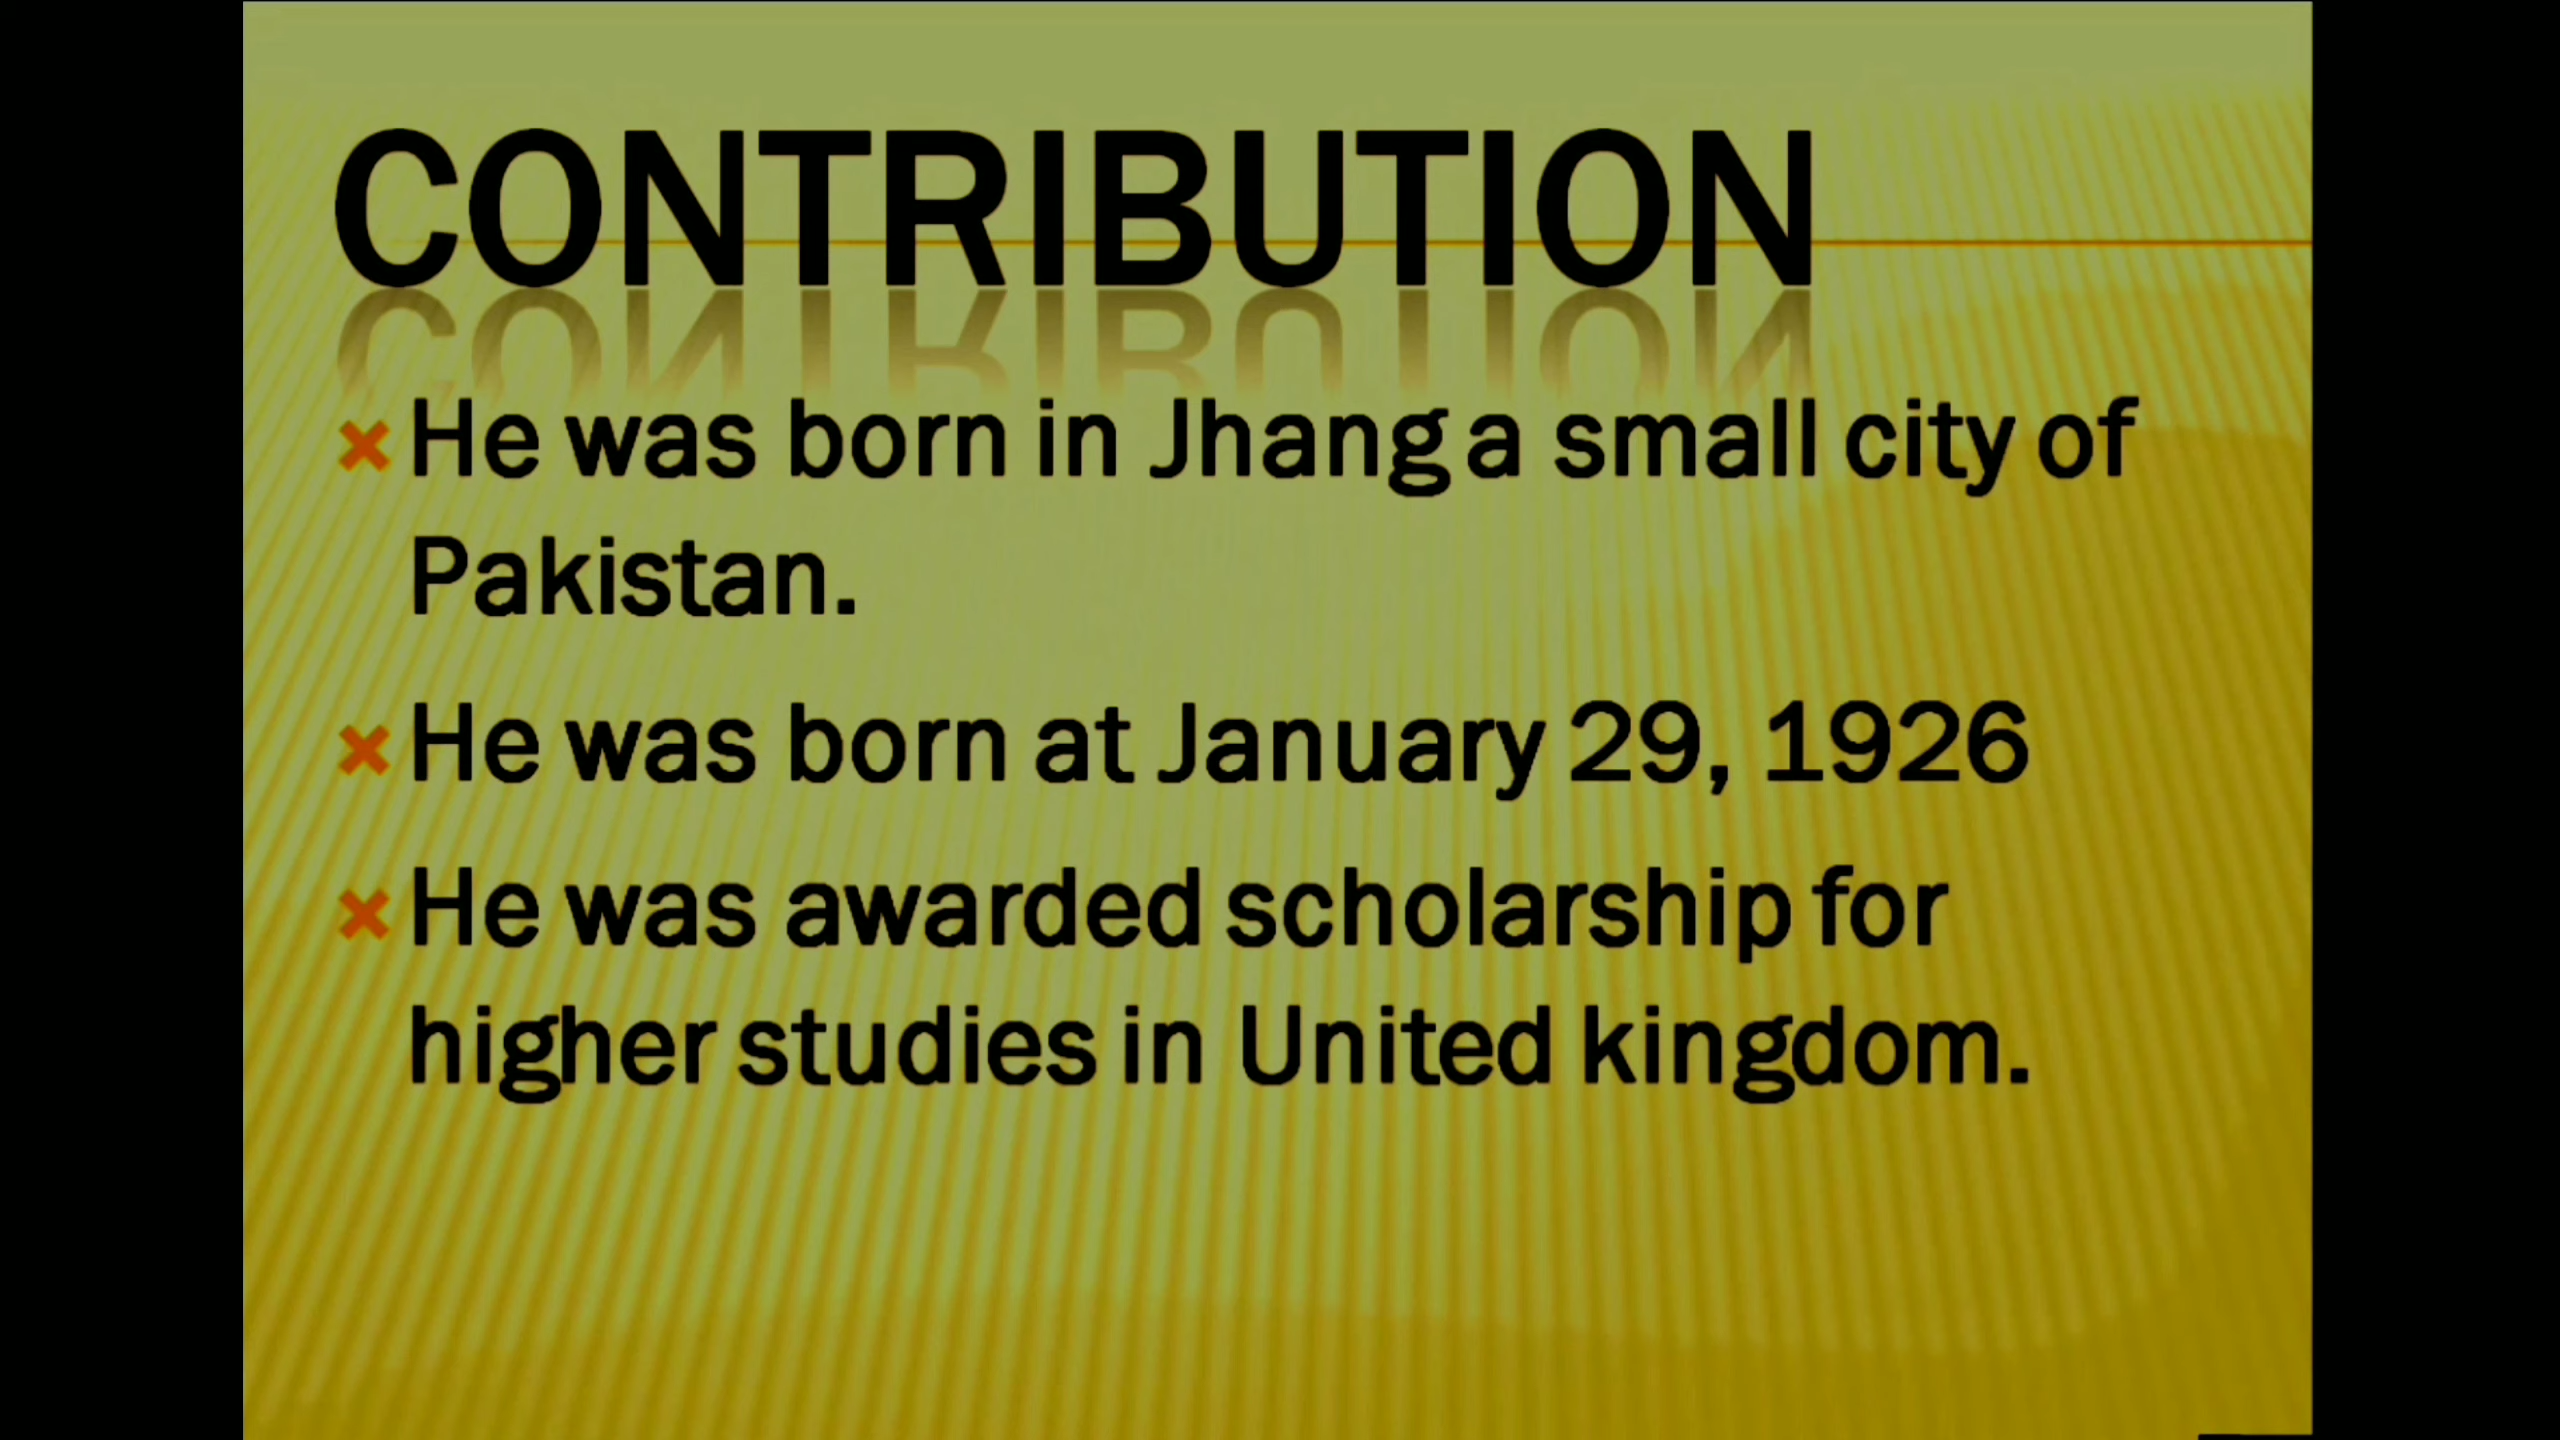 CONTRIBUTION
He was born in Jhang a small city of
Pakistan.
He was born at January 29, 1926
He was awarded scholarship for
higher studies in United kingdom.